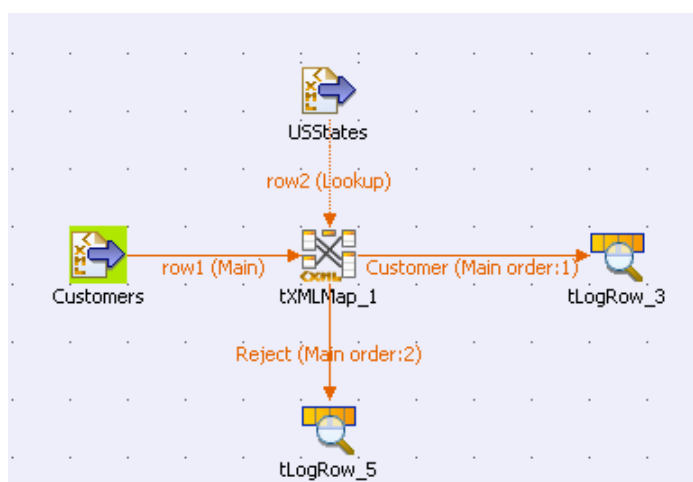 USStates
row2 (Lookup)
row1 (Main)
Customer (Main order:1)
Customers
tXMLMap_1
tLogRow_3
Reject (Main order:2)
tLogRow_5